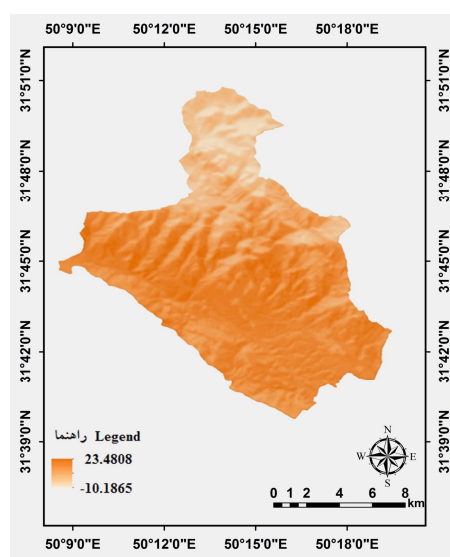 50°9'0"E 50°12'0"E 50°15'0"E 50°18'0"E
31°51'0"N 31°51'0"N
31°48'0"N 31°48'0"N
31°45'0"N 31°45'0"N
31°42'0"N 31°42'0"N
31°39'0"N 31°39'0"N
راهنما Legend
23.4808
-10.1865
N
W E
S
0 1 2 4 6 8
km
50°9'0"E 50°12'0"E 50°15'0"E 50°18'0"E